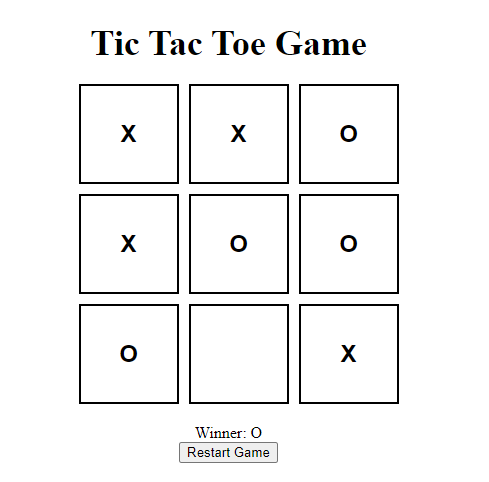 Tic Tac Toe Game
X X O
X O O
O X
Winner: O
Restart Game